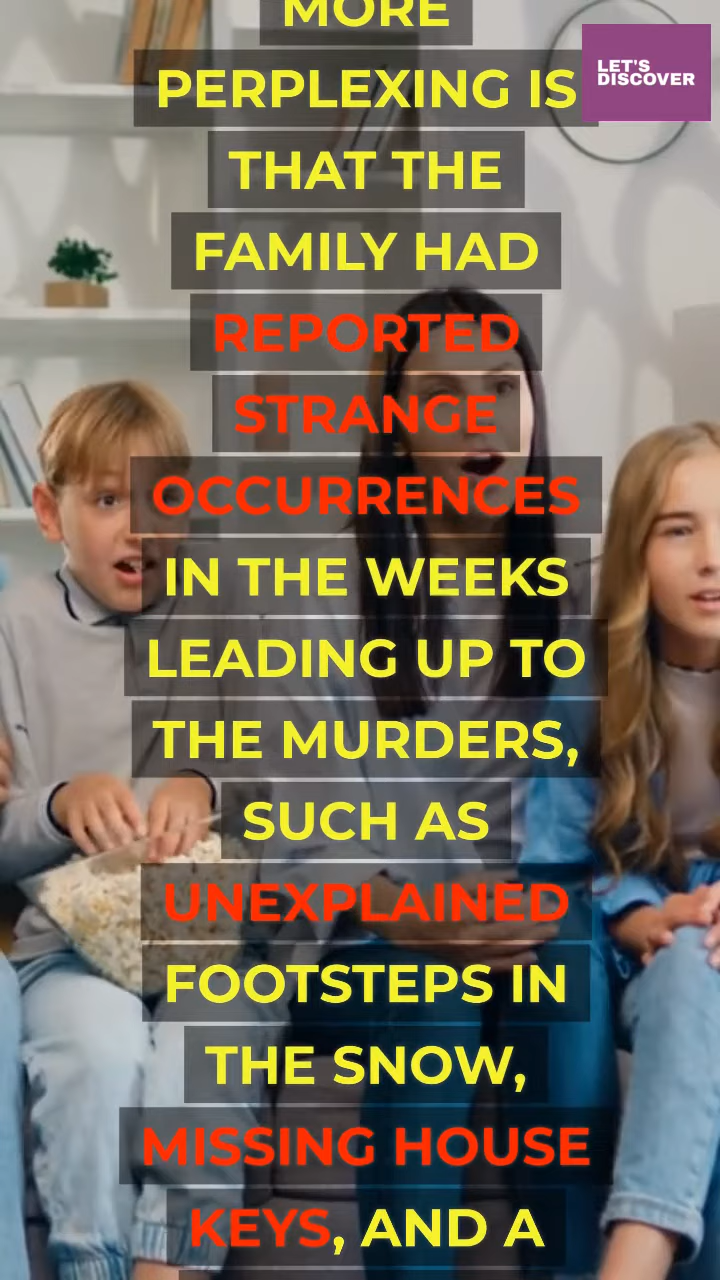 MORE
PERPLEXING IS
LET'S
DISCOVER
THAT THE
FAMILY HAD
REPORTED
STRANGE
OCCURRENCES
IN THE WEEKS
LEADING UP TO
THE MURDERS,
SUCH AS
UNEXPLAINED
FOOTSTEPS IN
THE SNOW,
MISSING HOUSE
KEYS, AND A